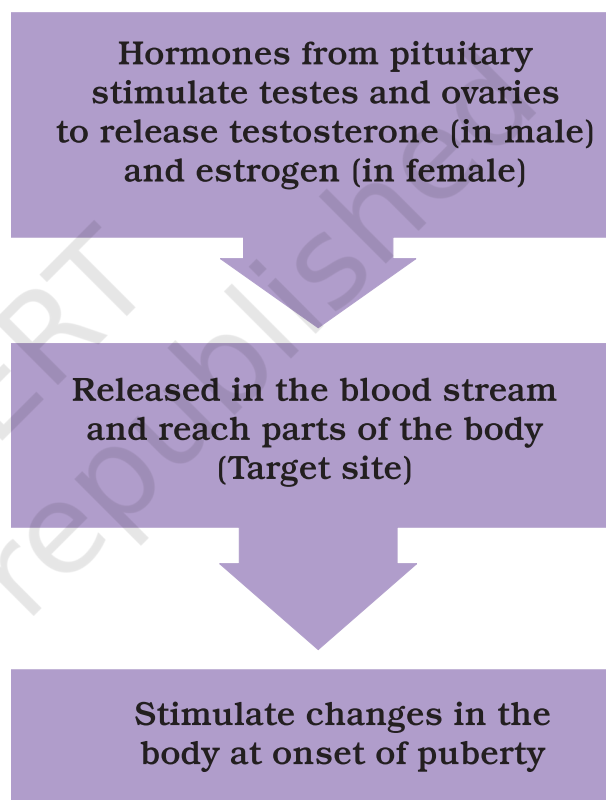 Hormones from pituitary
stimulate testes and ovaries
to release testosterone (in male)
and estrogen (in female)
Released in the blood stream
and reach parts of the body
(Target site)
Stimulate changes in the
body at onset of puberty
ERT
republished